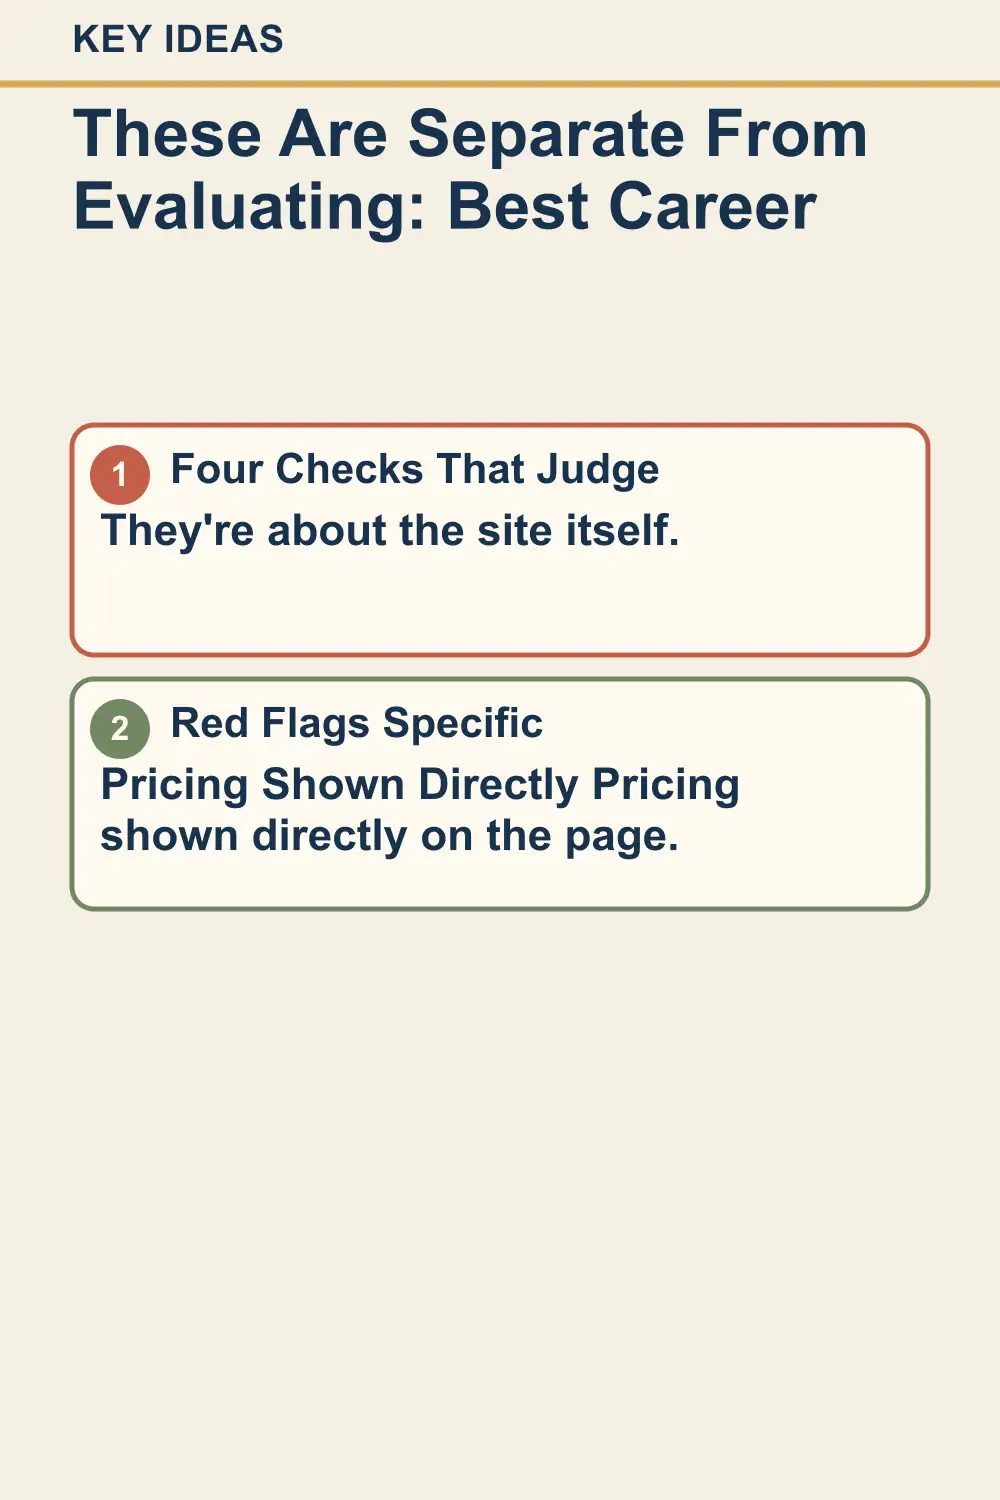 KEY IDEAS
These Are Separate From
Evaluating: Best Career
1
Four Checks That Judge
They're about the site itself.
2
Red Flags Specific
Pricing Shown Directly Pricing
shown directly on the page.